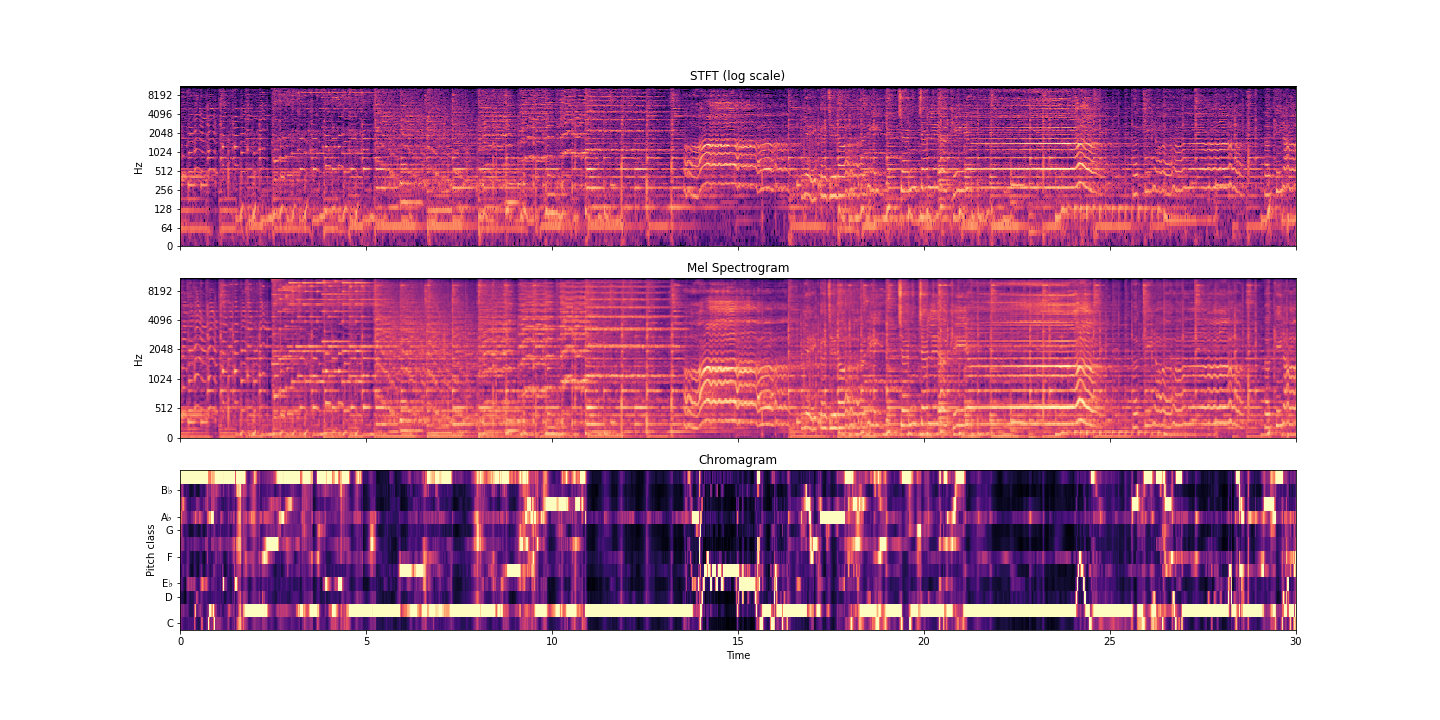 STFT (log scale)
8192
4096
2048
1024
512
256
128
64
0
Hz
Mel Spectrogram
8192
4096
2048
1024
512
0
Hz
Chromagram
B♭
A♭
G
F
E♭
D
C
Pitch class
0 5 10 15 20 25 30
Time